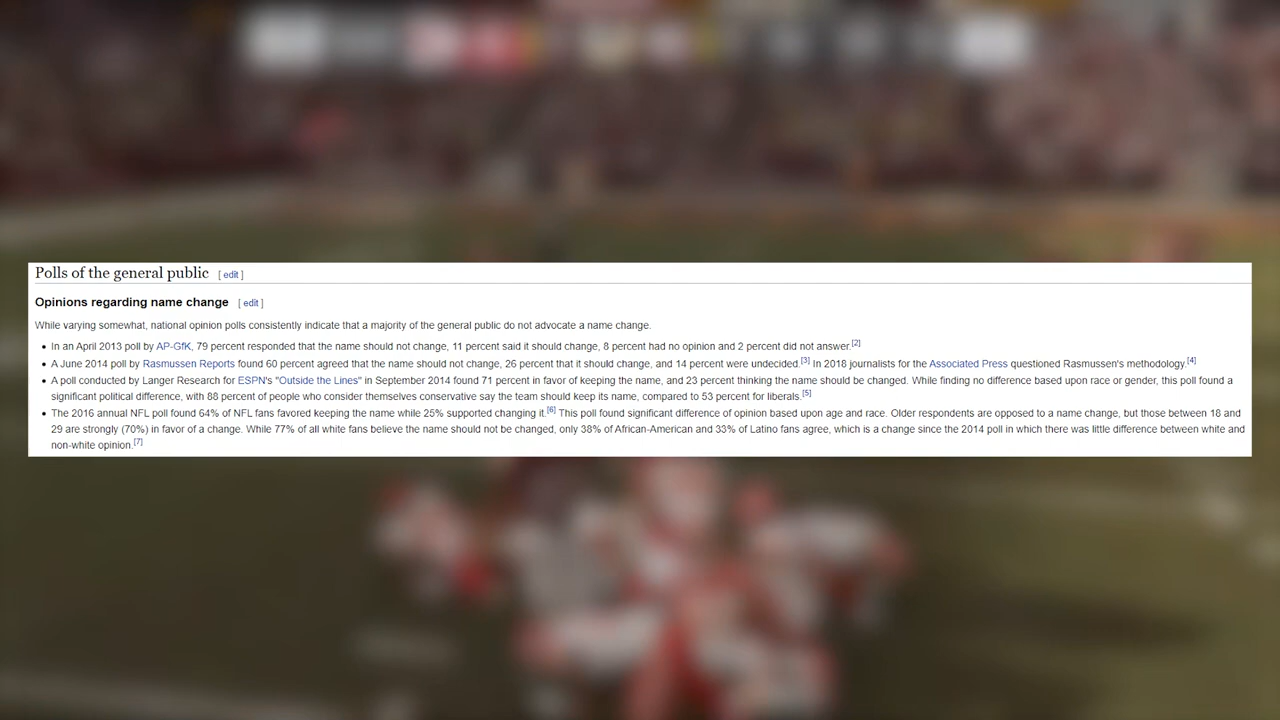 Polls of the general public [ edit ]
Opinions regarding name change [ edit ]
While varying somewhat, national opinion polls consistently indicate that a majority of the general public do not advocate a name change.
• In an April 2013 poll by AP-GfK, 79 percent responded that the name should not change, 11 percent said it should change, 8 percent had no opinion and 2 percent did not answer.[2]
• A June 2014 poll by Rasmussen Reports found 60 percent agreed that the name should not change, 26 percent that it should change, and 14 percent were undecided.[3] In 2018 journalists for the Associated Press questioned Rasmussen's methodology.[4]
• A poll conducted by Langer Research for ESPN's "Outside the Lines" in September 2014 found 71 percent in favor of keeping the name, and 23 percent thinking the name should be changed. While finding no difference based upon race or gender, this poll found a
significant political difference, with 88 percent of people who consider themselves conservative say the team should keep its name, compared to 53 percent for liberals.[5]
• The 2016 annual NFL poll found 64% of NFL fans favored keeping the name while 25% supported changing it.[6] This poll found significant difference of opinion based upon age and race. Older respondents are opposed to a name change, but those between 18 and
29 are strongly (70%) in favor of a change. While 77% of all white fans believe the name should not be changed, only 38% of African-American and 33% of Latino fans agree, which is a change since the 2014 poll in which there was little difference between white and
non-white opinion.[7]